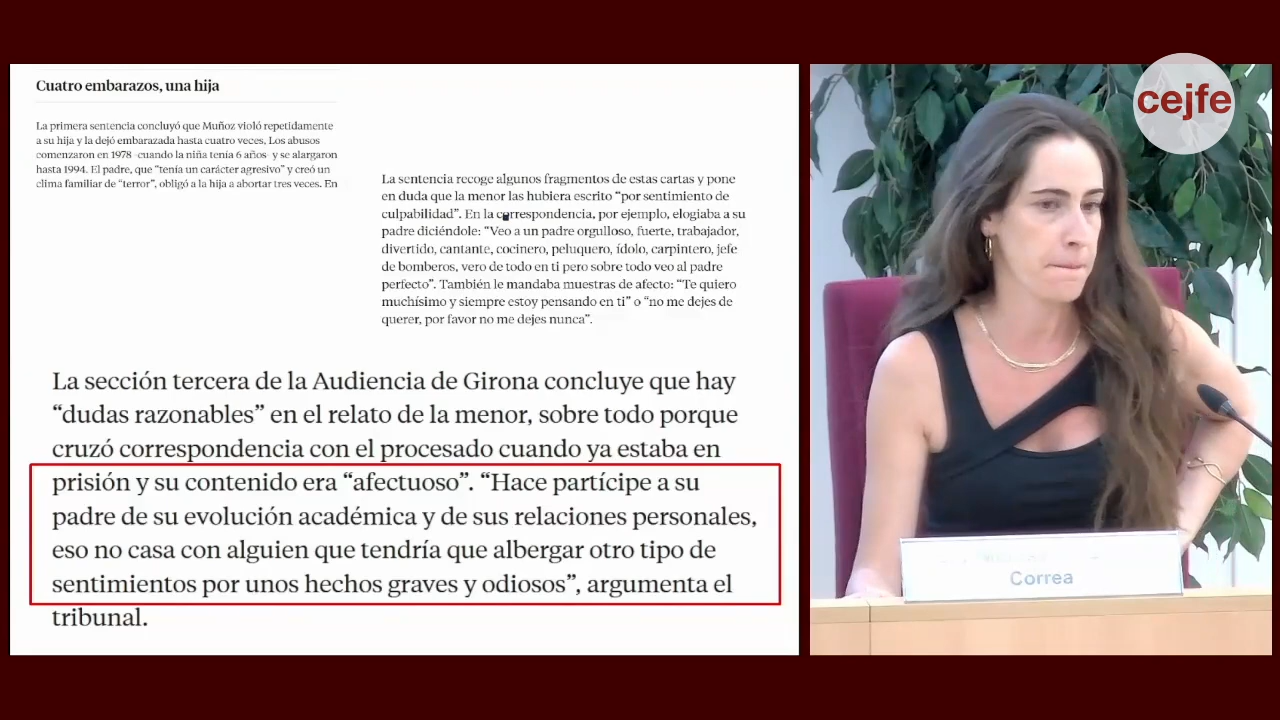 Cuatro embarazos, una hija
La primera sentencia concluyó que Muñoz violó repetidamente
a su hija y la dejó embarazada hasta cuatro veces. Los abusos
comenzaron en 1978 -cuando la niña tenía 6 años- y se alargaron
hasta 1994. El padre, que “tenía un carácter agresivo” y creó un
clima familiar de “terror”, obligó a la hija a abortar tres veces. En
La sentencia recoge algunos fragmentos de estas cartas y pone
en duda que la menor las hubiera escrito “por sentimiento de
culpabilidad”. En la correspondencia, por ejemplo, elogiaba a su
padre diciéndole: “Veo a un padre orgulloso, fuerte, trabajador,
divertido, cantante, cocinero, peluquero, ídolo, carpintero, jefe
de bomberos, vero de todo en ti pero sobre todo veo al padre
perfecto”. También le mandaba muestras de afecto: “Te quiero
muchísimo y siempre estoy pensando en ti” o “no me dejes de
querer, por favor no me dejes nunca”.
La sección tercera de la Audiencia de Girona concluye que hay
“dudas razonables” en el relato de la menor, sobre todo porque
cruzó correspondencia con el procesado cuando ya estaba en
prisión y su contenido era “afectuoso”. “Hace partícipe a su
padre de su evolución académica y de sus relaciones personales,
eso no casa con alguien que tendría que albergar otro tipo de
sentimientos por unos hechos graves y odiosos”, argumenta el
tribunal.
cejfe
Correa